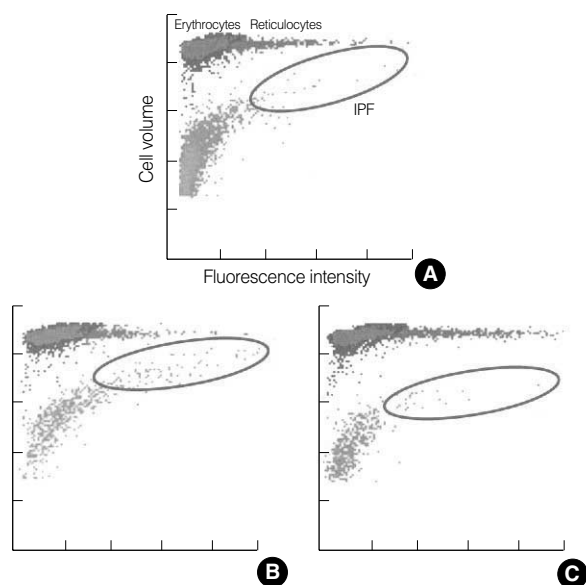 Erythrocytes Reticulocytes
IPF
Cell volume
Fluorescence intensity
A
B
C